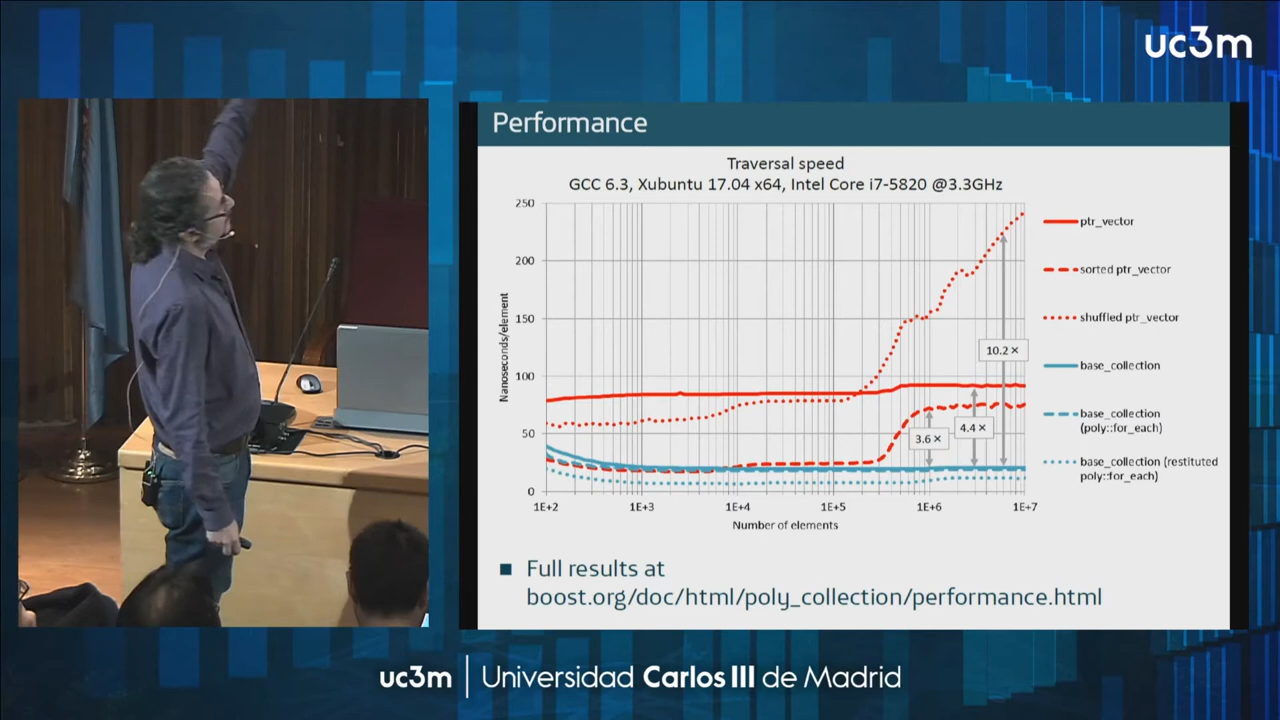 uc3m
Performance
Traversal speed
GCC 6.3, Xubuntu 17.04 x64, Intel Core i7-5820 @3.3GHz
250
200
150
100
50
0
Nanoseconds/element
1E+2
1E+3
1E+4
1E+5
1E+6
1E+7
Number of elements
10.2 ×
4.4 ×
3.6 ×
ptr_vector
sorted ptr_vector
shuffled ptr_vector
base_collection
base_collection
(poly::for_each)
base_collection (restituted
poly::for_each)
■ Full results at
boost.org/doc/html/poly_collection/performance.html
uc3m | Universidad Carlos III de Madrid